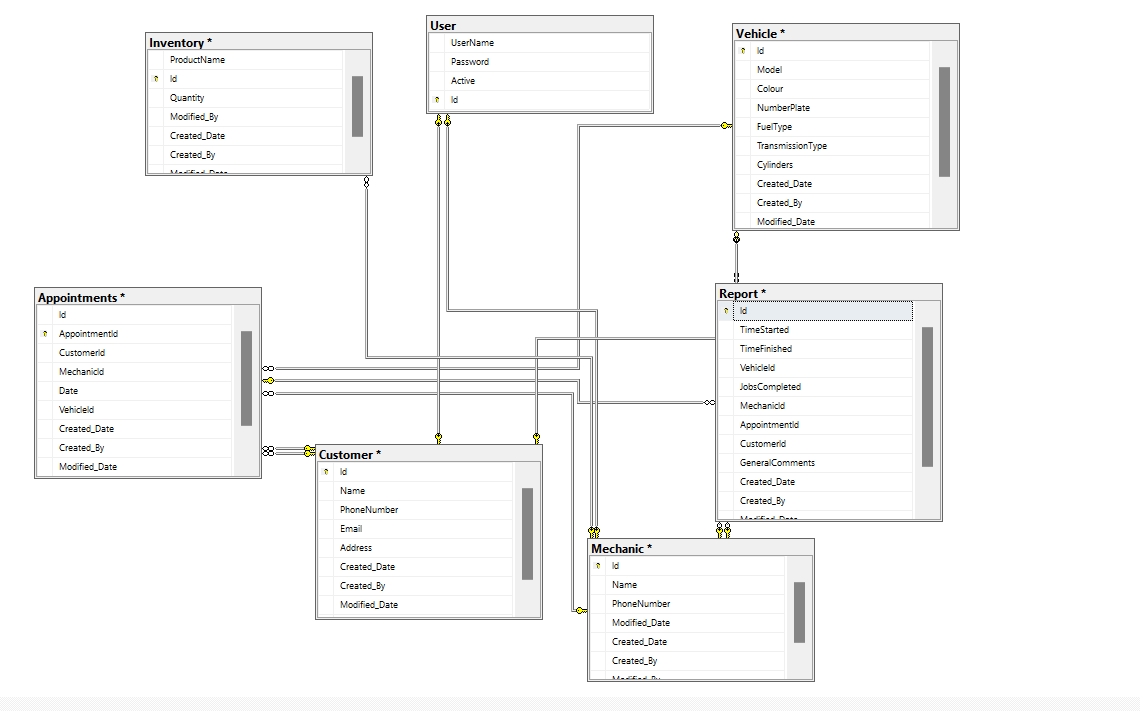 Inventory *
ProductName
Id
Quantity
Modified_By
Created_Date
Created_By
Modified_Date
User
UserName
Password
Active
Id
Vehicle *
Id
Model
Colour
NumberPlate
FuelType
TransmissionType
Cylinders
Created_Date
Created_By
Modified_Date
Appointments *
Id
AppointmentId
CustomerId
MechanicId
Date
VehicleId
Created_Date
Created_By
Modified_Date
Report *
Id
TimeStarted
TimeFinished
VehicleId
JobsCompleted
MechanicId
AppointmentId
CustomerId
GeneralComments
Created_Date
Created_By
Modified_Date
Customer *
Id
Name
PhoneNumber
Email
Address
Created_Date
Created_By
Modified_Date
Mechanic *
Id
Name
PhoneNumber
Modified_Date
Created_Date
Created_By
Modified_By